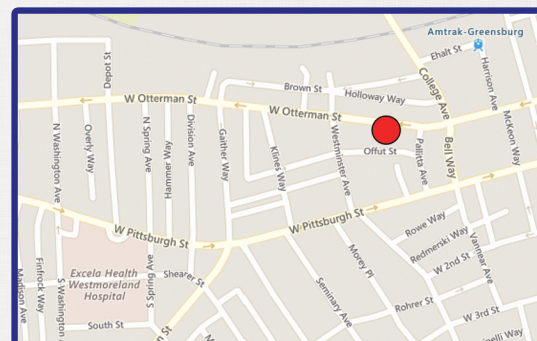 Amtrak-Greensburg
Ehalt St
Depot St
College Ave
Harrison Ave
Brown St
Holloway Way
W Otterman St
W Otterman St
McKeon Way
N Washington Ave
Overly Way
N Spring Ave
Hammer Way
Division Ave
Gaither Way
Klines Way
Westminster Ave
Offut St
Pallitta Ave
Bell Way
W Pittsburgh St
W Pittsburgh St
Rowe Way
Redmerski Way
Vannear Ave
W 2nd St
Morey Pl
Excela Health
Westmoreland
Hospital
Shearer St
S Spring Ave
Finfrock Way
Madison Ave
S Washington
Seminary Ave
Rohrer St
W 3rd St
South St